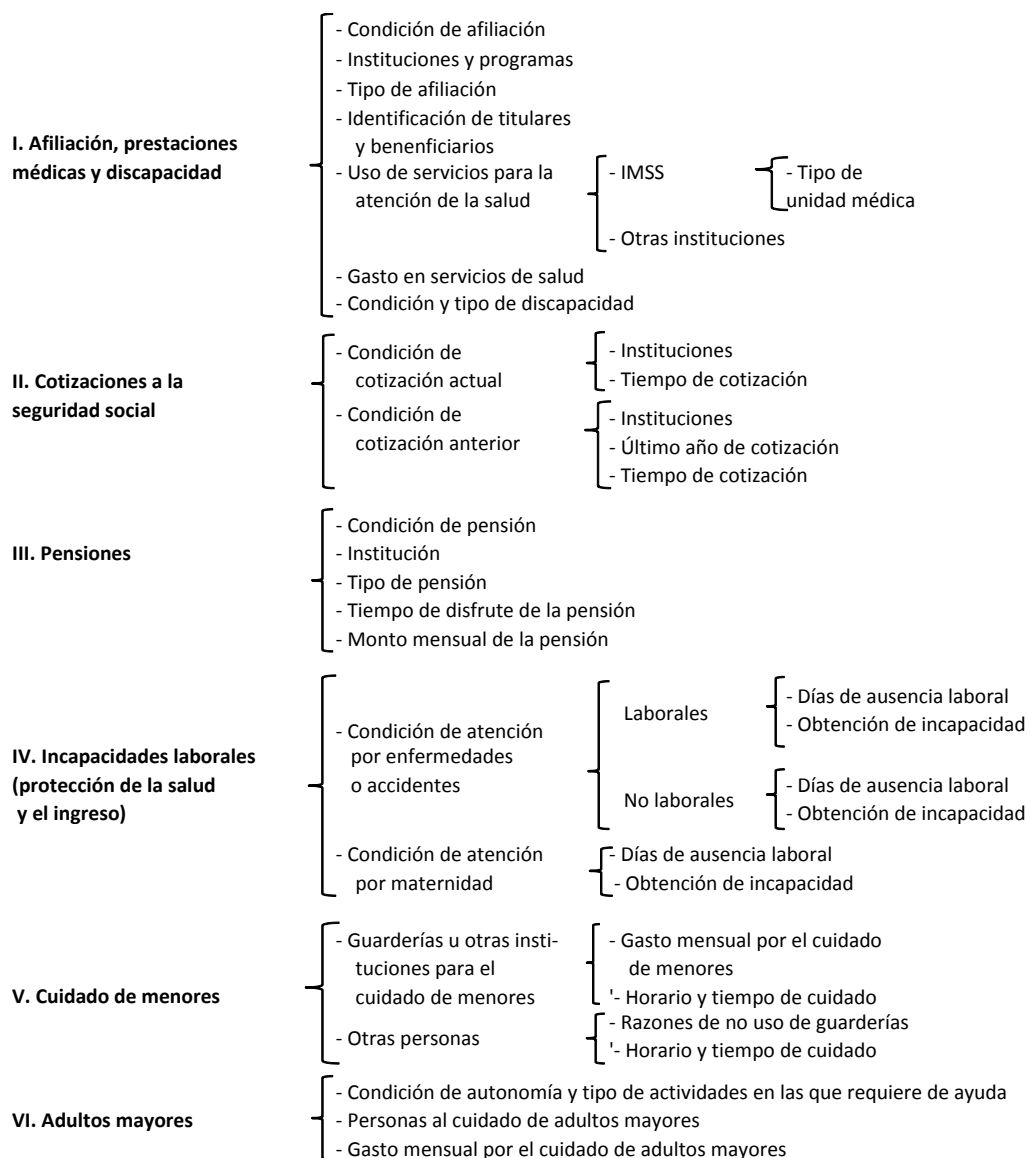 I. Afiliación, prestaciones
médicas y discapacidad
- Condición de afiliación
- Instituciones y programas
- Tipo de afiliación
- Identificación de titulares
y benenficiarios
- Uso de servicios para la
atención de la salud
- IMSS
- Tipo de
unidad médica
- Otras instituciones
- Gasto en servicios de salud
- Condición y tipo de discapacidad
II. Cotizaciones a la
seguridad social
- Condición de
cotización actual
- Instituciones
- Tiempo de cotización
- Condición de
cotización anterior
- Instituciones
- Último año de cotización
- Tiempo de cotización
III. Pensiones
- Condición de pensión
- Institución
- Tipo de pensión
- Tiempo de disfrute de la pensión
- Monto mensual de la pensión
IV. Incapacidades laborales
(protección de la salud
y el ingreso)
- Condición de atención
por enfermedades
o accidentes
Laborales
- Días de ausencia laboral
- Obtención de incapacidad
No laborales
- Días de ausencia laboral
- Obtención de incapacidad
- Condición de atención
por maternidad
- Días de ausencia laboral
- Obtención de incapacidad
V. Cuidado de menores
- Guarderías u otras insti-
tuciones para el
cuidado de menores
- Gasto mensual por el cuidado
de menores
'- Horario y tiempo de cuidado
- Otras personas
- Razones de no uso de guarderías
'- Horario y tiempo de cuidado
VI. Adultos mayores
- Condición de autonomía y tipo de actividades en las que requiere de ayuda
- Personas al cuidado de adultos mayores
- Gasto mensual por el cuidado de adultos mayores